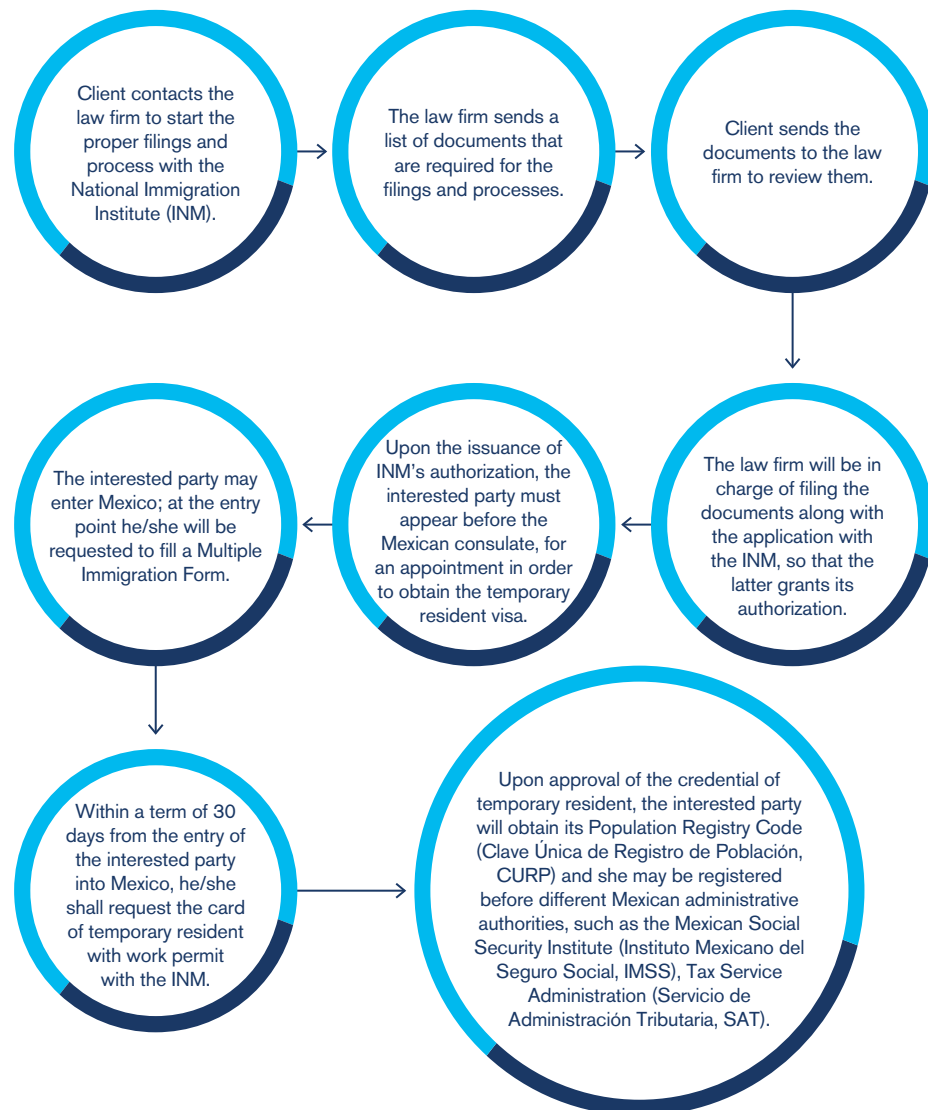 Client contacts the
law firm to start the
proper filings and
process with the
National Immigration
Institute (INM).
The law firm sends a
list of documents that
are required for the
filings and processes.
Client sends the
documents to the law
firm to review them.
The law firm will be in
charge of filing the
documents along with
the application with
the INM, so that the
latter grants its
authorization.
Upon the issuance of
INM’s authorization, the
interested party must
appear before the
Mexican consulate, for
an appointment in order
to obtain the temporary
resident visa.
The interested party may
enter Mexico; at the entry
point he/she will be
requested to fill a Multiple
Immigration Form.
Within a term of 30
days from the entry of
the interested party
into Mexico, he/she
shall request the card
of temporary resident
with work permit
with the INM.
Upon approval of the credential of
temporary resident, the interested party
will obtain its Population Registry Code
(Clave Única de Registro de Población,
CURP) and she may be registered
before different Mexican administrative
authorities, such as the Mexican Social
Security Institute (Instituto Mexicano del
Seguro Social, IMSS), Tax Service
Administration (Servicio de
Administración Tributaria, SAT).